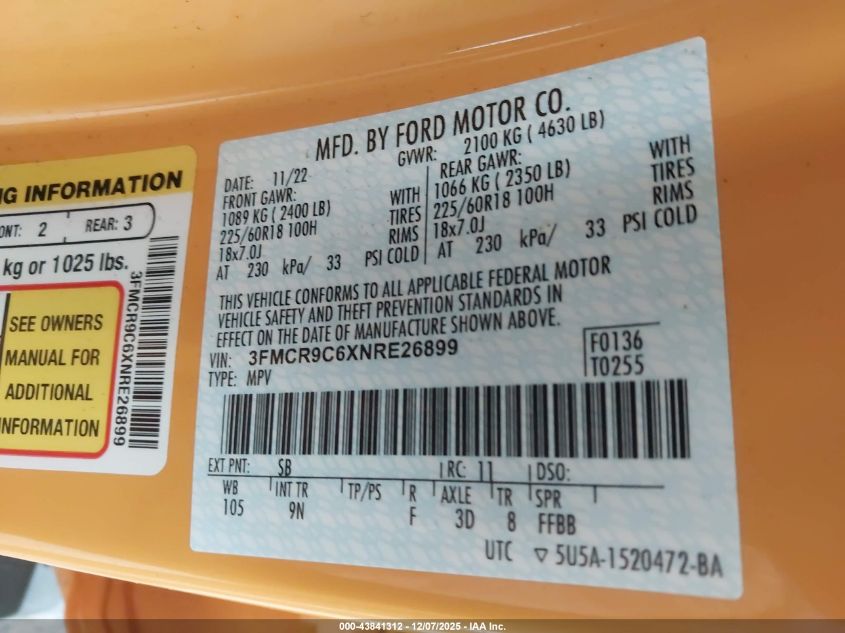 NG INFORMATION
ONT: 2 REAR: 3
kg or 1025 lbs.
SEE OWNERS
MANUAL FOR
ADDITIONAL
INFORMATION
3FMCR9C6XNRE26899
MFD. BY FORD MOTOR CO.
DATE: 11/22 GVWR: 2100 KG ( 4630 LB)
FRONT GAWR: REAR GAWR:
1089 KG ( 2400 LB) WITH 1066 KG ( 2350 LB) WITH
225/60R18 100H TIRES 225/60R18 100H TIRES
18x7.0J RIMS 18x7.0J RIMS
AT 230 kPa/ 33 PSI COLD AT 230 kPa/ 33 PSI COLD
THIS VEHICLE CONFORMS TO ALL APPLICABLE FEDERAL MOTOR
VEHICLE SAFETY AND THEFT PREVENTION STANDARDS IN
EFFECT ON THE DATE OF MANUFACTURE SHOWN ABOVE.
VIN: 3FMCR9C6XNRE26899 F0136
TYPE: MPV T0255
EXT PNT: SB RC: 11 DSO:
WB INT TR TP/PS R AXLE TR SPR
105 9N F 3D 8 FFBB
UTC ▽ 5U5A-1520472-BA
000-43841312 - 12/07/2025 - IAA Inc.